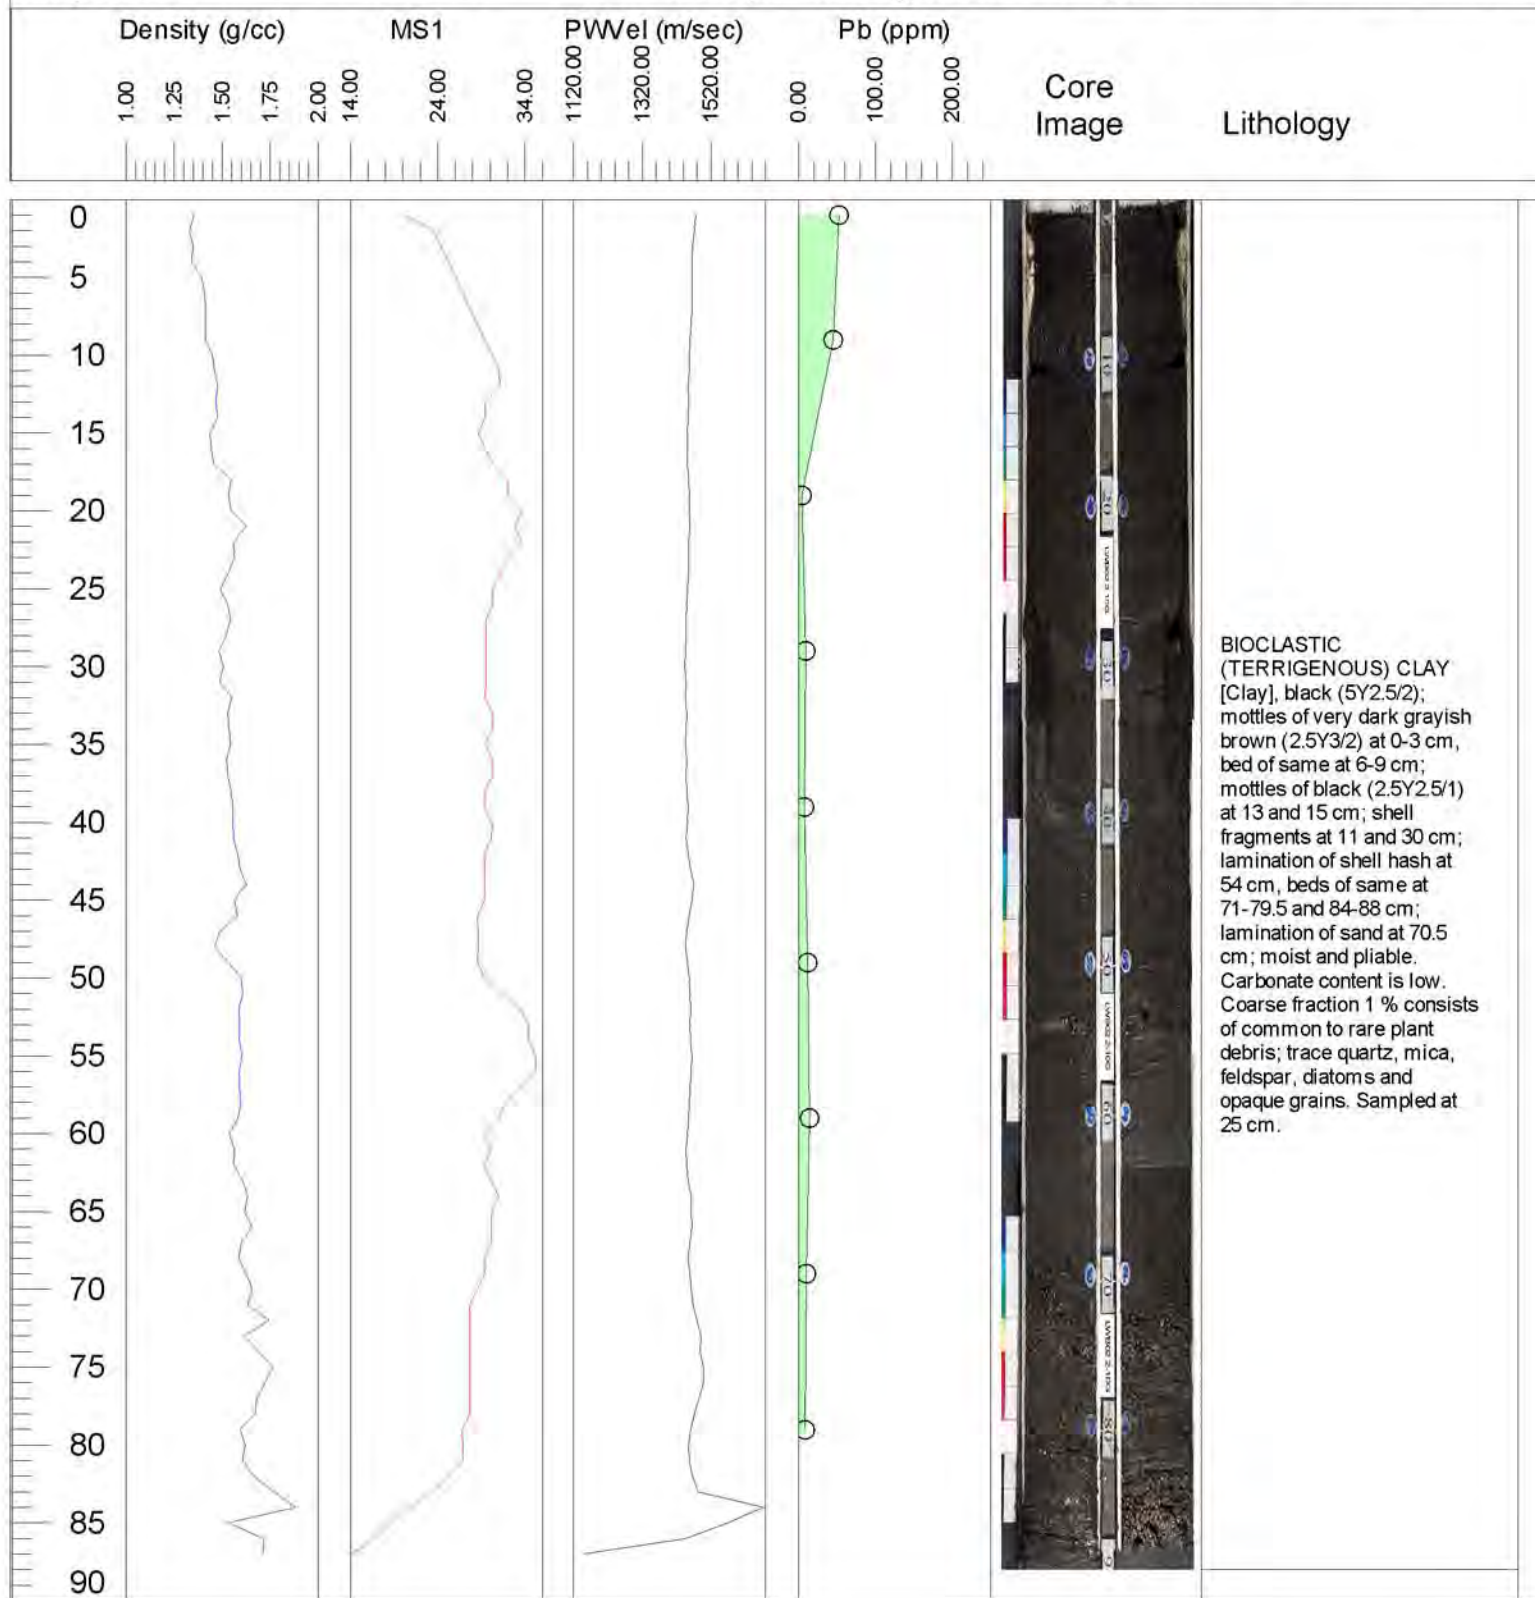 Density (g/cc) MS1 PWVel (m/sec) Pb (ppm)
1.00 1.25 1.50 1.75 2.00 14.00 24.00 34.00 1120.00 1320.00 1520.00 0.00 100.00 200.00
Core
Image
Lithology
0
5
10
15
20
25
30
35
40
45
50
55
60
65
70
75
80
85
90
10
20
30
40
50
60
70
80
BIOCLASTIC
(TERRIGENOUS) CLAY
[Clay], black (5Y2.5/2);
mottles of very dark grayish
brown (2.5Y3/2) at 0-3 cm,
bed of same at 6-9 cm;
mottles of black (2.5Y2.5/1)
at 13 and 15 cm; shell
fragments at 11 and 30 cm;
lamination of shell hash at
54 cm, beds of same at
71-79.5 and 84-88 cm;
lamination of sand at 70.5
cm; moist and pliable.
Carbonate content is low.
Coarse fraction 1 % consists
of common to rare plant
debris; trace quartz, mica,
feldspar, diatoms and
opaque grains. Sampled at
25 cm.